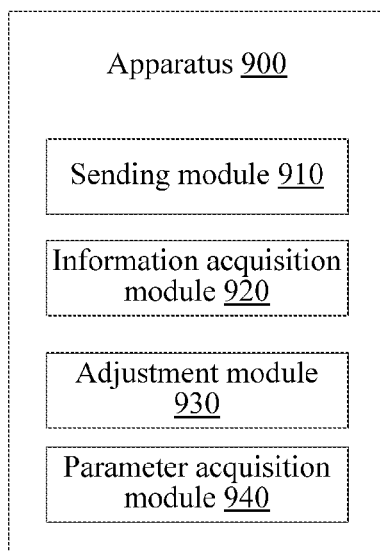 Apparatus 900
Sending module 910
Information acquisition
module 920
Adjustment module
930
Parameter acquisition
module 940